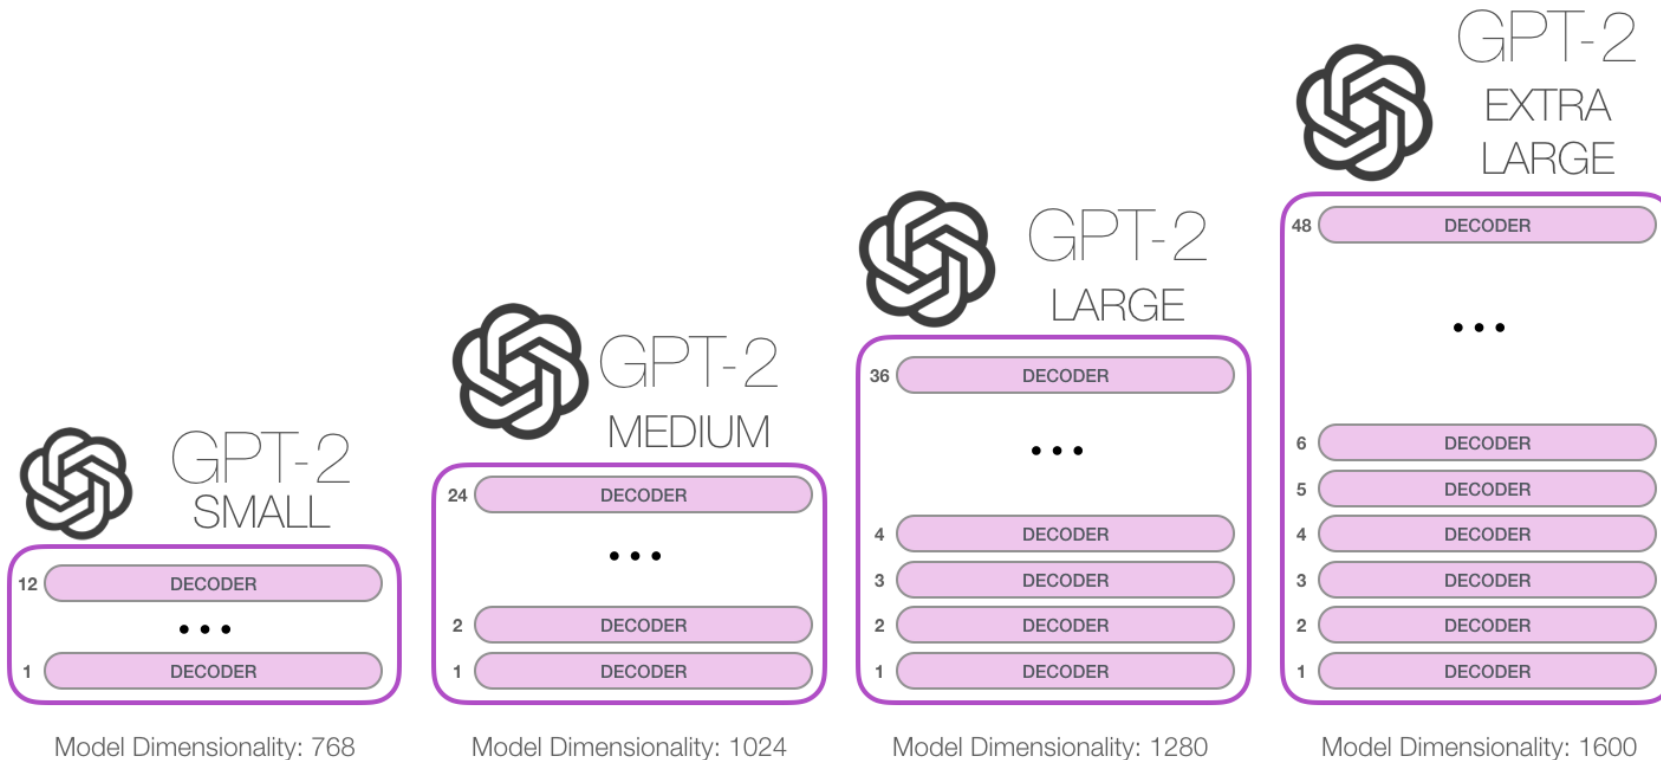 GPT-2
SMALL
12 DECODER
...
1 DECODER
Model Dimensionality: 768
GPT-2
MEDIUM
24 DECODER
...
2 DECODER
1 DECODER
Model Dimensionality: 1024
GPT-2
LARGE
36 DECODER
...
4 DECODER
3 DECODER
2 DECODER
1 DECODER
Model Dimensionality: 1280
GPT-2
EXTRA
LARGE
48 DECODER
...
6 DECODER
5 DECODER
4 DECODER
3 DECODER
2 DECODER
1 DECODER
Model Dimensionality: 1600